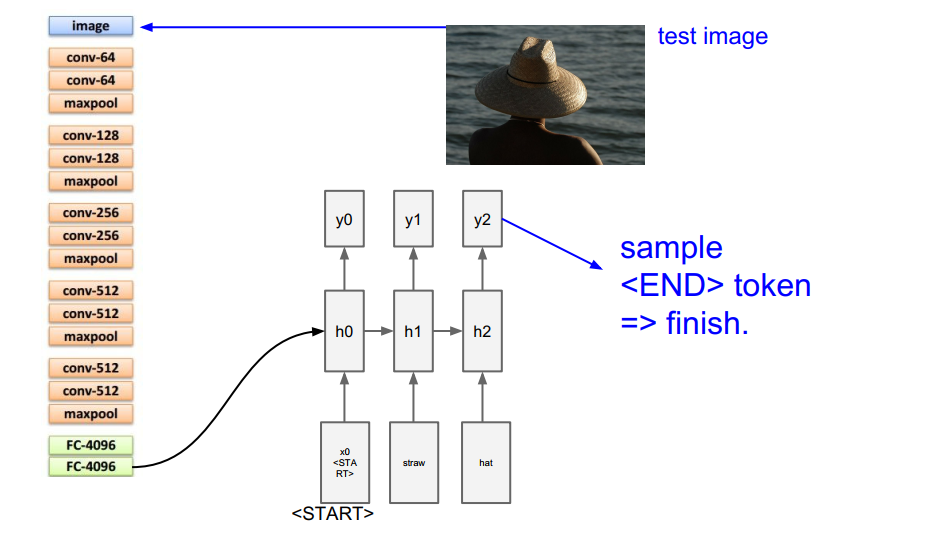 image
conv-64
conv-64
maxpool
conv-128
conv-128
maxpool
conv-256
conv-256
maxpool
conv-512
conv-512
maxpool
conv-512
conv-512
maxpool
FC-4096
FC-4096
test image
y0
y1
y2
sample
<END> token
=> finish.
h0
h1
h2
x0
<STA
RT>
straw
hat
<START>